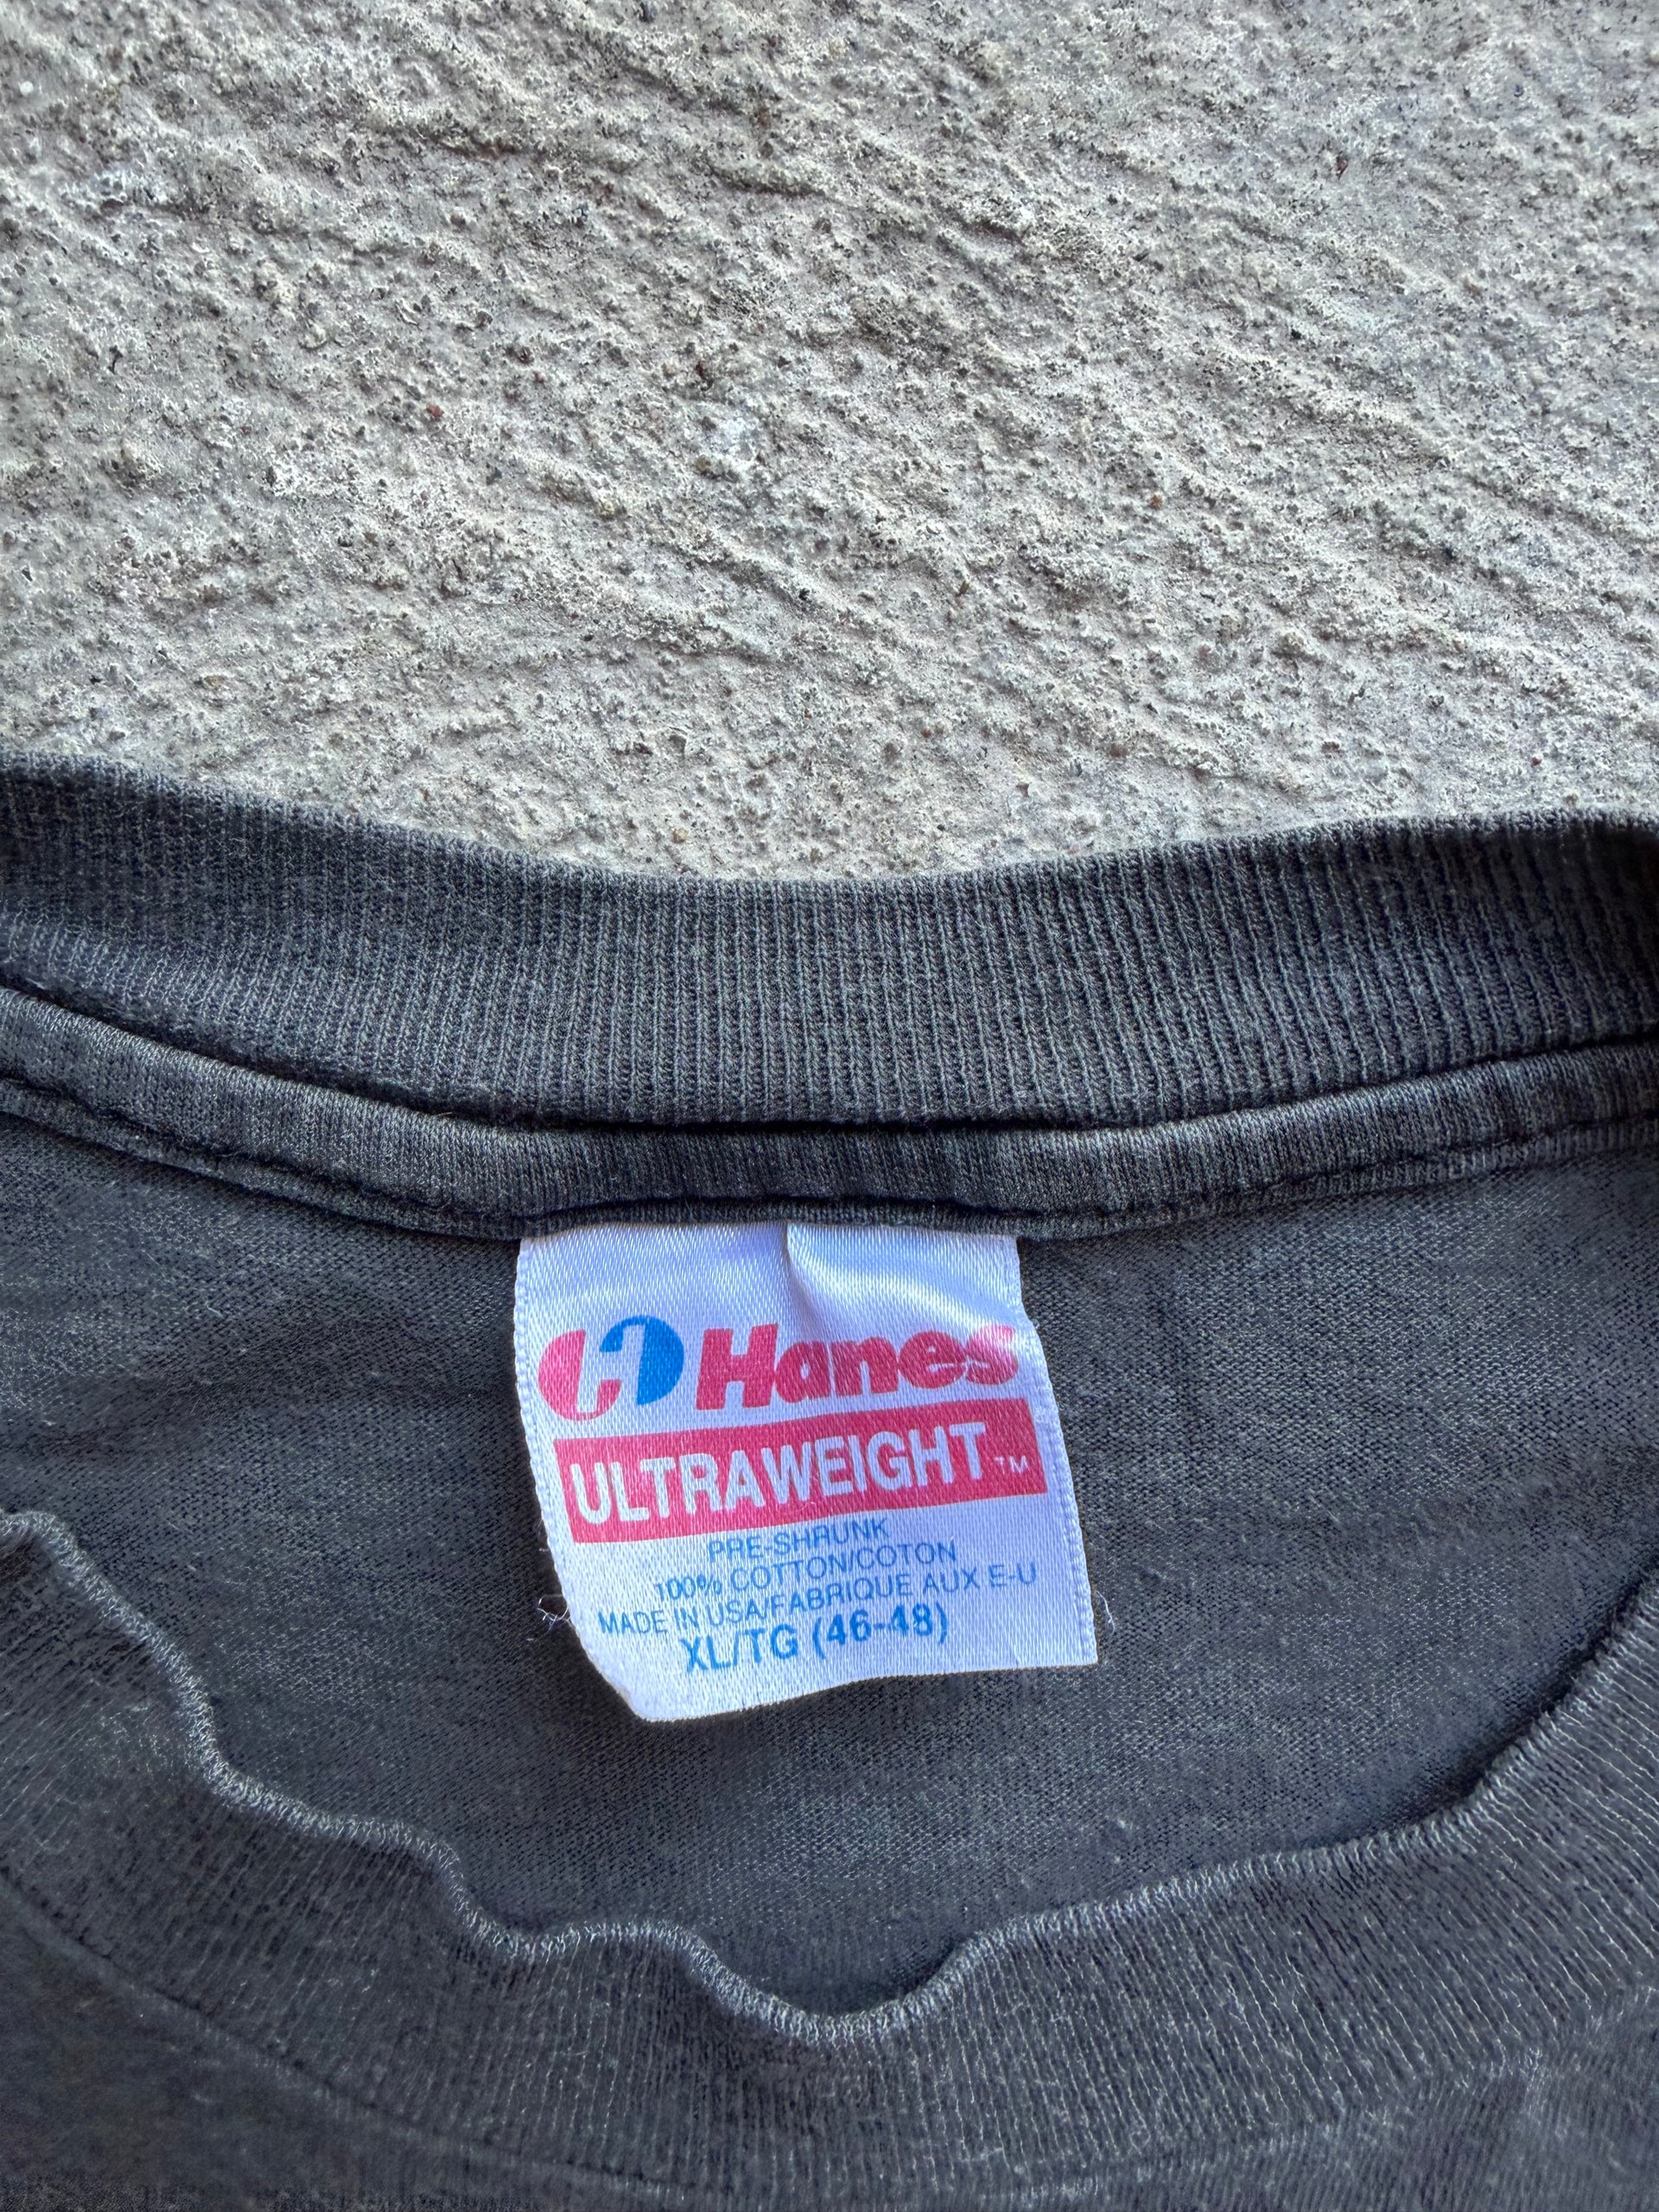 H Hanes
ULTRAWEIGHT™
PRE-SHRUNK
100% COTTON/COTON
MADE IN USA/FABRIQUE AUX E-U
XL/TG (46-48)